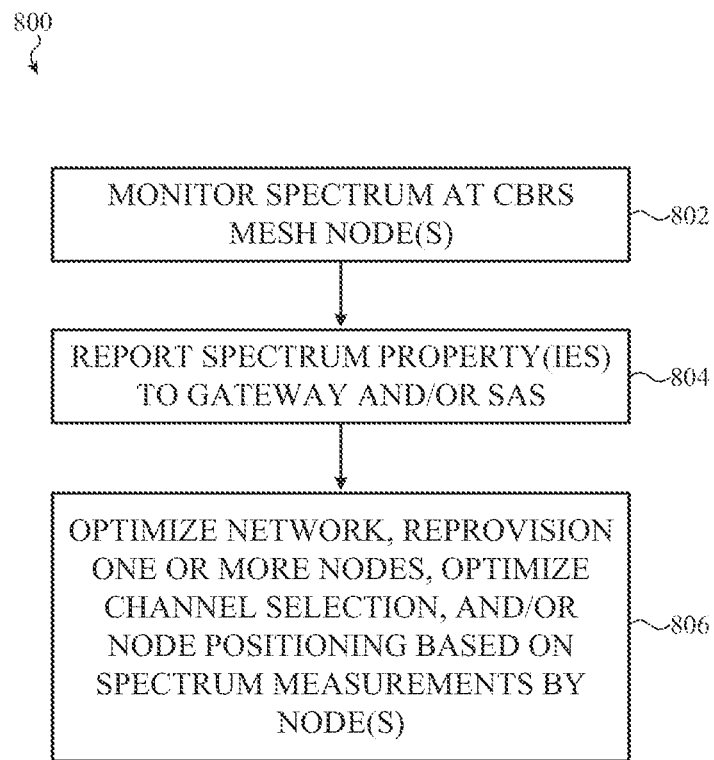 800
MONITOR SPECTRUM AT CBRS
MESH NODE(S)
802
REPORT SPECTRUM PROPERTY(IES)
TO GATEWAY AND/OR SAS
804
OPTIMIZE NETWORK, REPROVISION
ONE OR MORE NODES, OPTIMIZE
CHANNEL SELECTION, AND/OR
NODE POSITIONING BASED ON
SPECTRUM MEASUREMENTS BY
NODE(S)
806